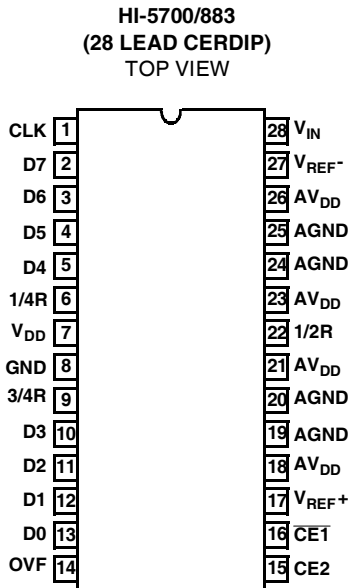 HI-5700/883
(28 LEAD CERDIP)
TOP VIEW
CLK 1 28 VIN
D7 2 27 VREF-
D6 3 26 AVDD
D5 4 25 AGND
D4 5 24 AGND
1/4R 6 23 AVDD
VDD 7 22 1/2R
GND 8 21 AVDD
3/4R 9 20 AGND
D3 10 19 AGND
D2 11 18 AVDD
D1 12 17 VREF+
D0 13 16 C̅E̅1̅
OVF 14 15 CE2